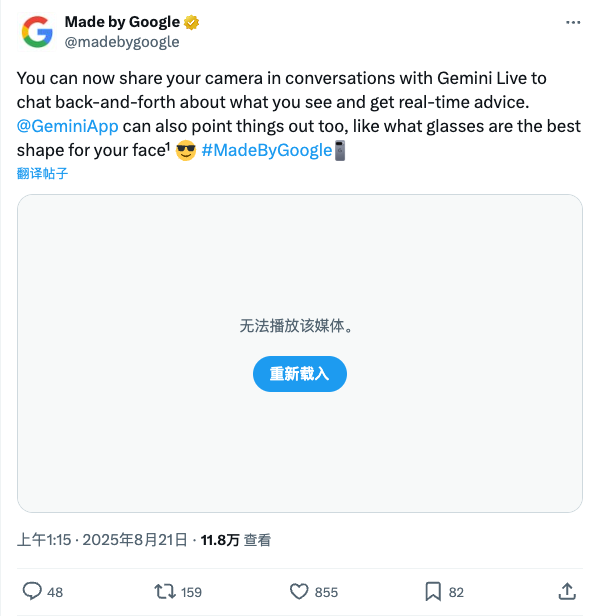 Made by Google
@madebygoogle
You can now share your camera in conversations with Gemini Live to
chat back-and-forth about what you see and get real-time advice.
@GeminiApp can also point things out too, like what glasses are the best
shape for your face¹ 😎 #MadeByGoogle
翻译帖子
无法播放该媒体。
重新载入
上午1:15 · 2025年8月21日 · 11.8万 查看
48 159 855 82